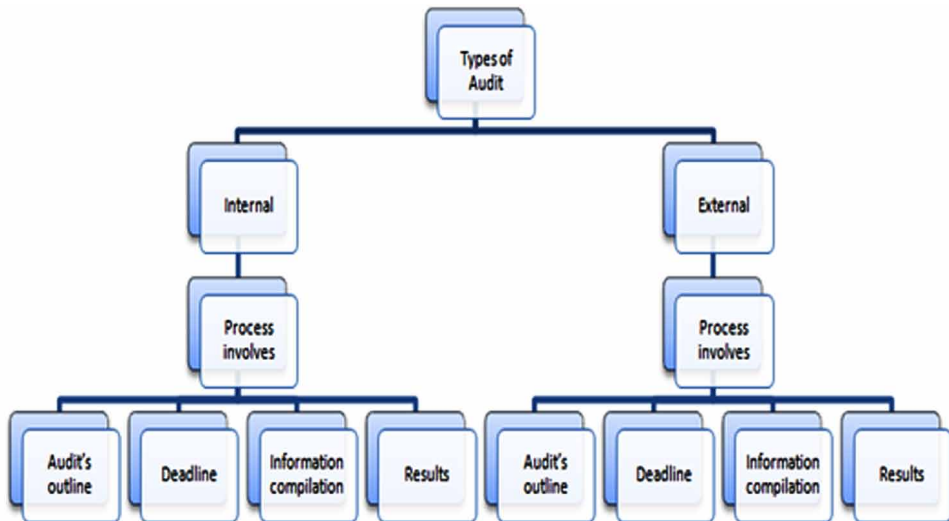 Types of
Audit
Internal
External
Process
involves
Process
involves
Audit's
outline
Deadline
Information
compilation
Results
Audit's
outline
Deadline
Information
compilation
Results